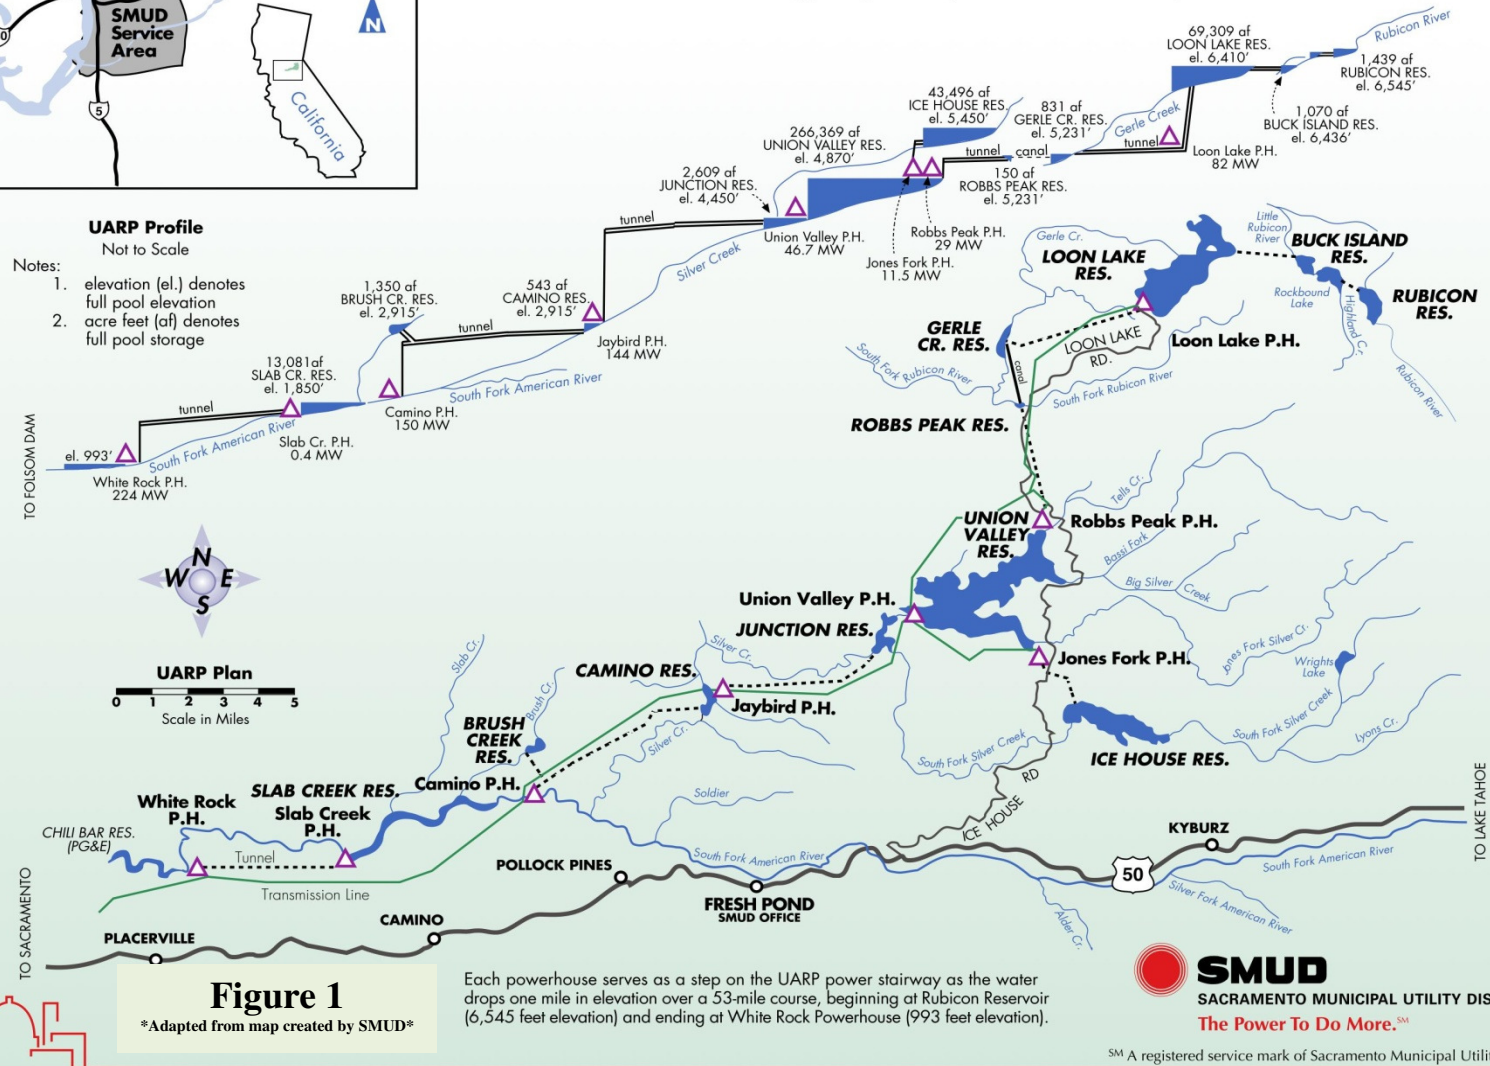 SMUD
Service
Area
5
California
N
UARP Profile
Not to Scale
Notes:
1. elevation (el.) denotes
full pool elevation
2. acre feet (af) denotes
full pool storage
Rubicon River
1,439 af
RUBICON RES.
el. 6,545'
69,309 af
LOON LAKE RES.
el. 6,410'
1,070 af
BUCK ISLAND RES.
el. 6,436'
Gerle Creek
tunnel
Loon Lake P.H.
82 MW
831 af
GERLE CR. RES.
el. 5,231'
tunnel
canal
150 af
ROBBS PEAK RES.
el. 5,231'
43,496 af
ICE HOUSE RES.
el. 5,450'
266,369 af
UNION VALLEY RES.
el. 4,870'
Robbs Peak P.H.
29 MW
Jones Fork P.H.
11.5 MW
2,609 af
JUNCTION RES.
el. 4,450'
Union Valley P.H.
46.7 MW
tunnel
Silver Creek
543 af
CAMINO RES.
el. 2,915'
Jaybird P.H.
144 MW
1,350 af
BRUSH CR. RES.
el. 2,915'
tunnel
South Fork American River
Camino P.H.
150 MW
13,081af
SLAB CR. RES.
el. 1,850'
tunnel
Slab Cr. P.H.
0.4 MW
South Fork American River
el. 993'
White Rock P.H.
224 MW
TO FOLSOM DAM
N
W E
S
UARP Plan
0 1 2 3 4 5
Scale in Miles
Gerle Cr.
LOON LAKE
RES.
Little
Rubicon
River
BUCK ISLAND
RES.
Rockbound
Lake
Highland Cr.
RUBICON
RES.
Rubicon River
GERLE
CR. RES.
LOON LAKE
RD.
Loon Lake P.H.
South Fork
Rubicon River
canal
South Fork Rubicon River
ROBBS PEAK RES.
Tells Cr.
UNION
VALLEY
RES.
Robbs Peak P.H.
Bassi Fork
Big Silver
Creek
Union Valley P.H.
JUNCTION RES.
Jones Fork P.H.
Jones Fork Silver Cr.
Wrights
Lake
Silver Cr.
CAMINO RES.
Jaybird P.H.
Silver Cr.
South Fork Silver Creek
South Fork Silver Creek
Lyons Cr.
ICE HOUSE RES.
Slab Cr.
Brush Cr.
BRUSH
CREEK
RES.
Camino P.H.
SLAB CREEK RES.
Slab Creek
P.H.
White Rock
P.H.
CHILI BAR RES.
(PG&E)
Tunnel
Transmission Line
Soldier
ICE HOUSE
RD
South Fork American River
KYBURZ
South Fork American River
50
Silver Fork American River
Alder Cr.
TO LAKE TAHOE
POLLOCK PINES
FRESH POND
SMUD OFFICE
CAMINO
PLACERVILLE
TO SACRAMENTO
Figure 1
*Adapted from map created by SMUD*
Each powerhouse serves as a step on the UARP power stairway as the water
drops one mile in elevation over a 53-mile course, beginning at Rubicon Reservoir
(6,545 feet elevation) and ending at White Rock Powerhouse (993 feet elevation).
SMUD
SACRAMENTO MUNICIPAL UTILITY DIS
The Power To Do More.℠
℠ A registered service mark of Sacramento Municipal Utili